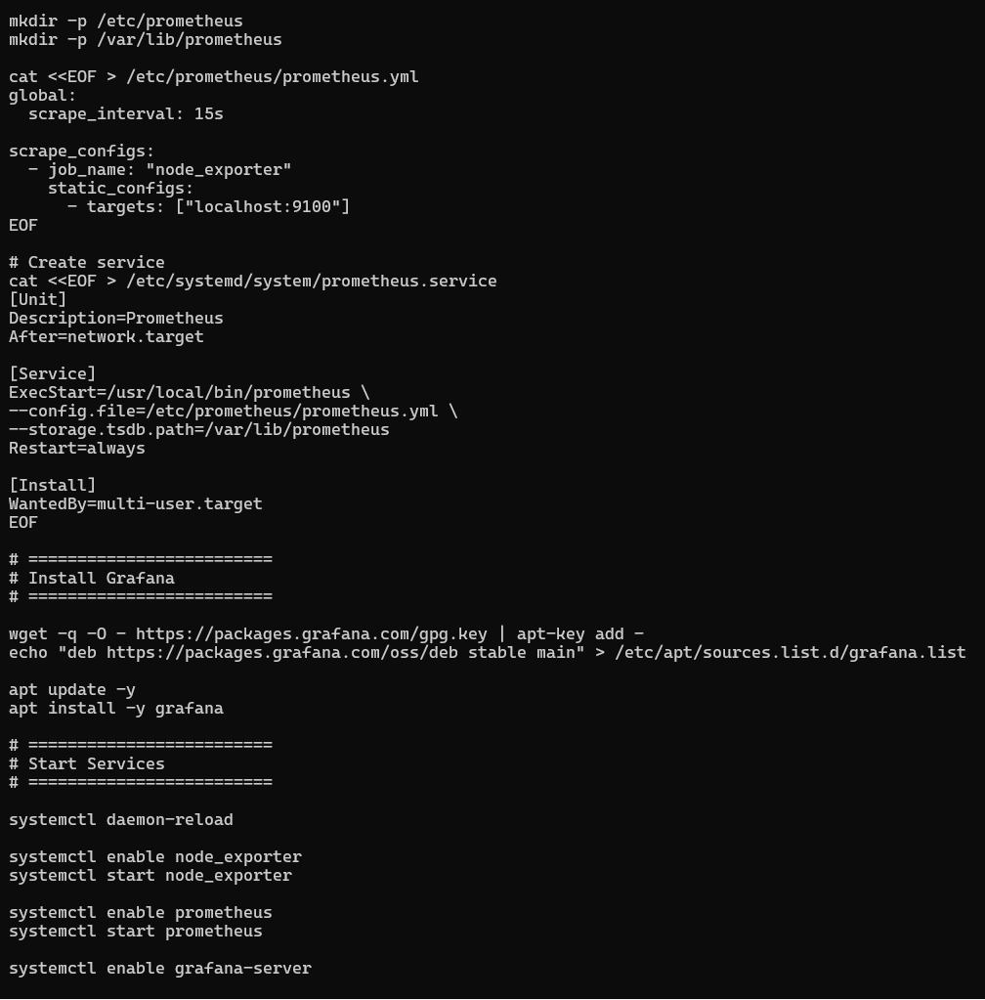 mkdir -p /etc/prometheus
mkdir -p /var/lib/prometheus

cat <<EOF > /etc/prometheus/prometheus.yml
global:
  scrape_interval: 15s

scrape_configs:
  - job_name: "node_exporter"
    static_configs:
      - targets: ["localhost:9100"]
EOF

# Create service
cat <<EOF > /etc/systemd/system/prometheus.service
[Unit]
Description=Prometheus
After=network.target

[Service]
ExecStart=/usr/local/bin/prometheus \
--config.file=/etc/prometheus/prometheus.yml \
--storage.tsdb.path=/var/lib/prometheus
Restart=always

[Install]
WantedBy=multi-user.target
EOF

# =========================
# Install Grafana
# =========================

wget -q -O - https://packages.grafana.com/gpg.key | apt-key add -
echo "deb https://packages.grafana.com/oss/deb stable main" > /etc/apt/sources.list.d/grafana.list

apt update -y
apt install -y grafana

# =========================
# Start Services
# =========================

systemctl daemon-reload

systemctl enable node_exporter
systemctl start node_exporter

systemctl enable prometheus
systemctl start prometheus

systemctl enable grafana-server